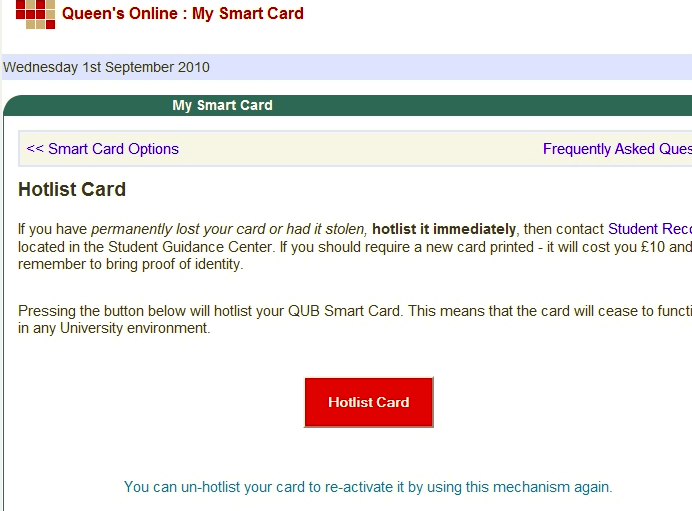 Queen's Online : My Smart Card
Wednesday 1st September 2010
My Smart Card
<< Smart Card Options
Frequently Asked Ques
Hotlist Card
If you have permanently lost your card or had it stolen, hotlist it immediately, then contact Student Reco
located in the Student Guidance Center. If you should require a new card printed - it will cost you £10 and
remember to bring proof of identity.
Pressing the button below will hotlist your QUB Smart Card. This means that the card will cease to functi
in any University environment.
Hotlist Card
You can un-hotlist your card to re-activate it by using this mechanism again.